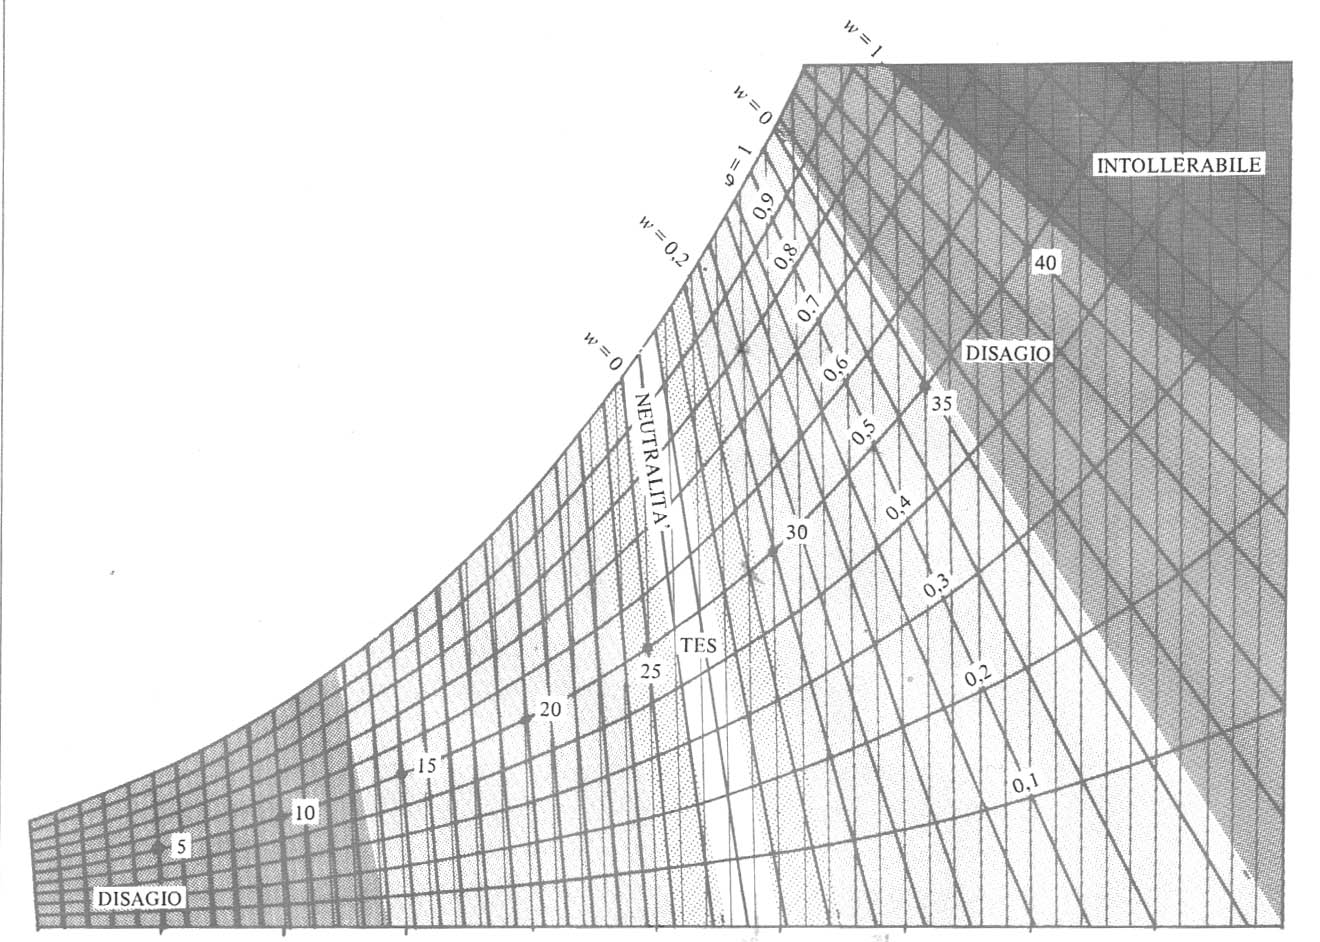 w = 1
w = 0
φ = 1
w = 0,2
w = 0
INTOLLERABILE
0,9
0,8
0.7
0,6
0,5
0,4
0,3
0,2
0,1
40
DISAGIO
35
NEUTRALITA'
30
TES
25
20
15
10
5
DISAGIO